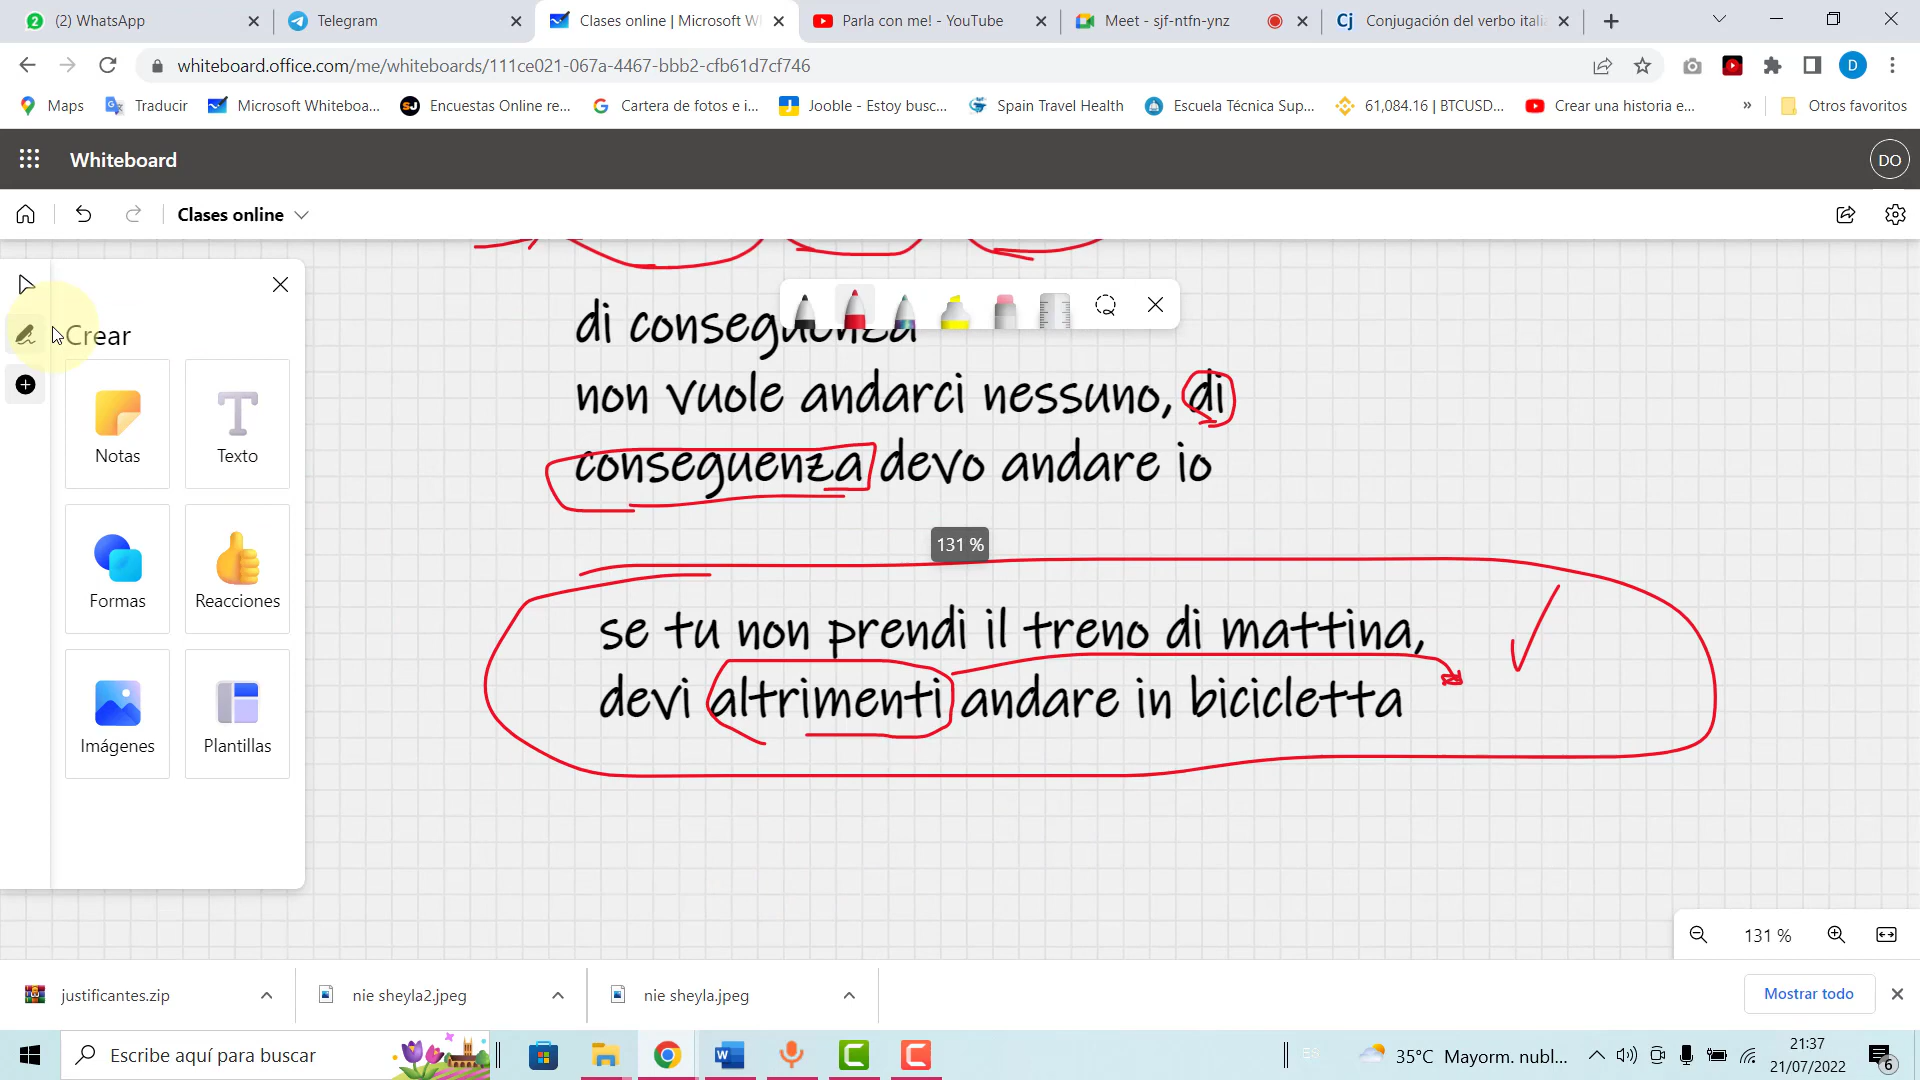 (2) WhatsApp
Telegram
Clases online | Microsoft Wh
Parla con me! - YouTube
Meet - sjf-ntfn-ynz
Cj Conjugación del verbo itali
whiteboard.office.com/me/whiteboards/111ce021-067a-4467-bbb2-cfb61d7cf746
D
Maps
Traducir
Microsoft Whiteboa...
SJ Encuestas Online re...
Cartera de fotos e i...
Jooble - Estoy busc...
Spain Travel Health
Escuela Técnica Sup...
61,084.16 | BTCUSD...
Crear una historia e...
»
Otros favoritos
Whiteboard
DO
Clases online
Crear
Notas
Texto
Formas
Reacciones
Imágenes
Plantillas
di conseguenza
non vuole andarci nessuno, di
conseguenza devo andare io
131 %
se tu non prendi il treno di mattina,
devi altrimenti andare in bicicletta
131 %
justificantes.zip
nie sheyla2.jpeg
nie sheyla.jpeg
Mostrar todo
Escribe aquí para buscar
ES
35°C Mayorm. nubl...
21:37
21/07/2022
6